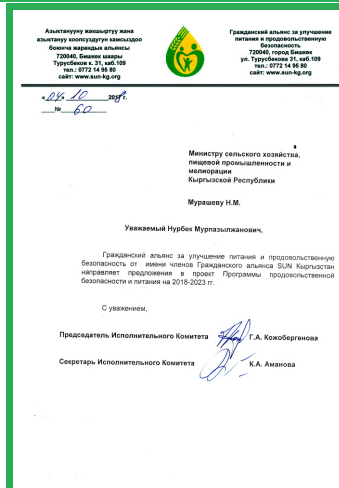 Азыктанууну жакшыртуу жана
азыктануу коопсуздугун камсыздоо
боюнча жарандык альянсы
720040, Бишкек шаары
Турусбеков к. 31, каб.109
тел.: 0772 14 95 80
сайт: www.sun-kg.org
Гражданский альянс за улучшение
питания и продовольственную
безопасность
720040, город Бишкек
ул. Турусбекова 31, каб.109
тел.: 0772 14 95 80
сайт: www.sun-kg.org
«04» 10 2018 г.
№ 60
Министру сельского хозяйства,
пищевой промышленности и
мелиорации
Кыргызской Республики
Мурашеву Н.М.
Уважаемый Нурбек Мурпазылжанович,
Гражданский альянс за улучшение питания и продовольственную
безопасность от имени членов Гражданского альянса SUN Кыргызстан
направляет предложения в проект Программы продовольственной
безопасности и питания на 2018-2023 гг.
С уважением,
Председатель Исполнительного Комитета Г.А. Кожобергенова
Секретарь Исполнительного Комитета К.А. Аманова